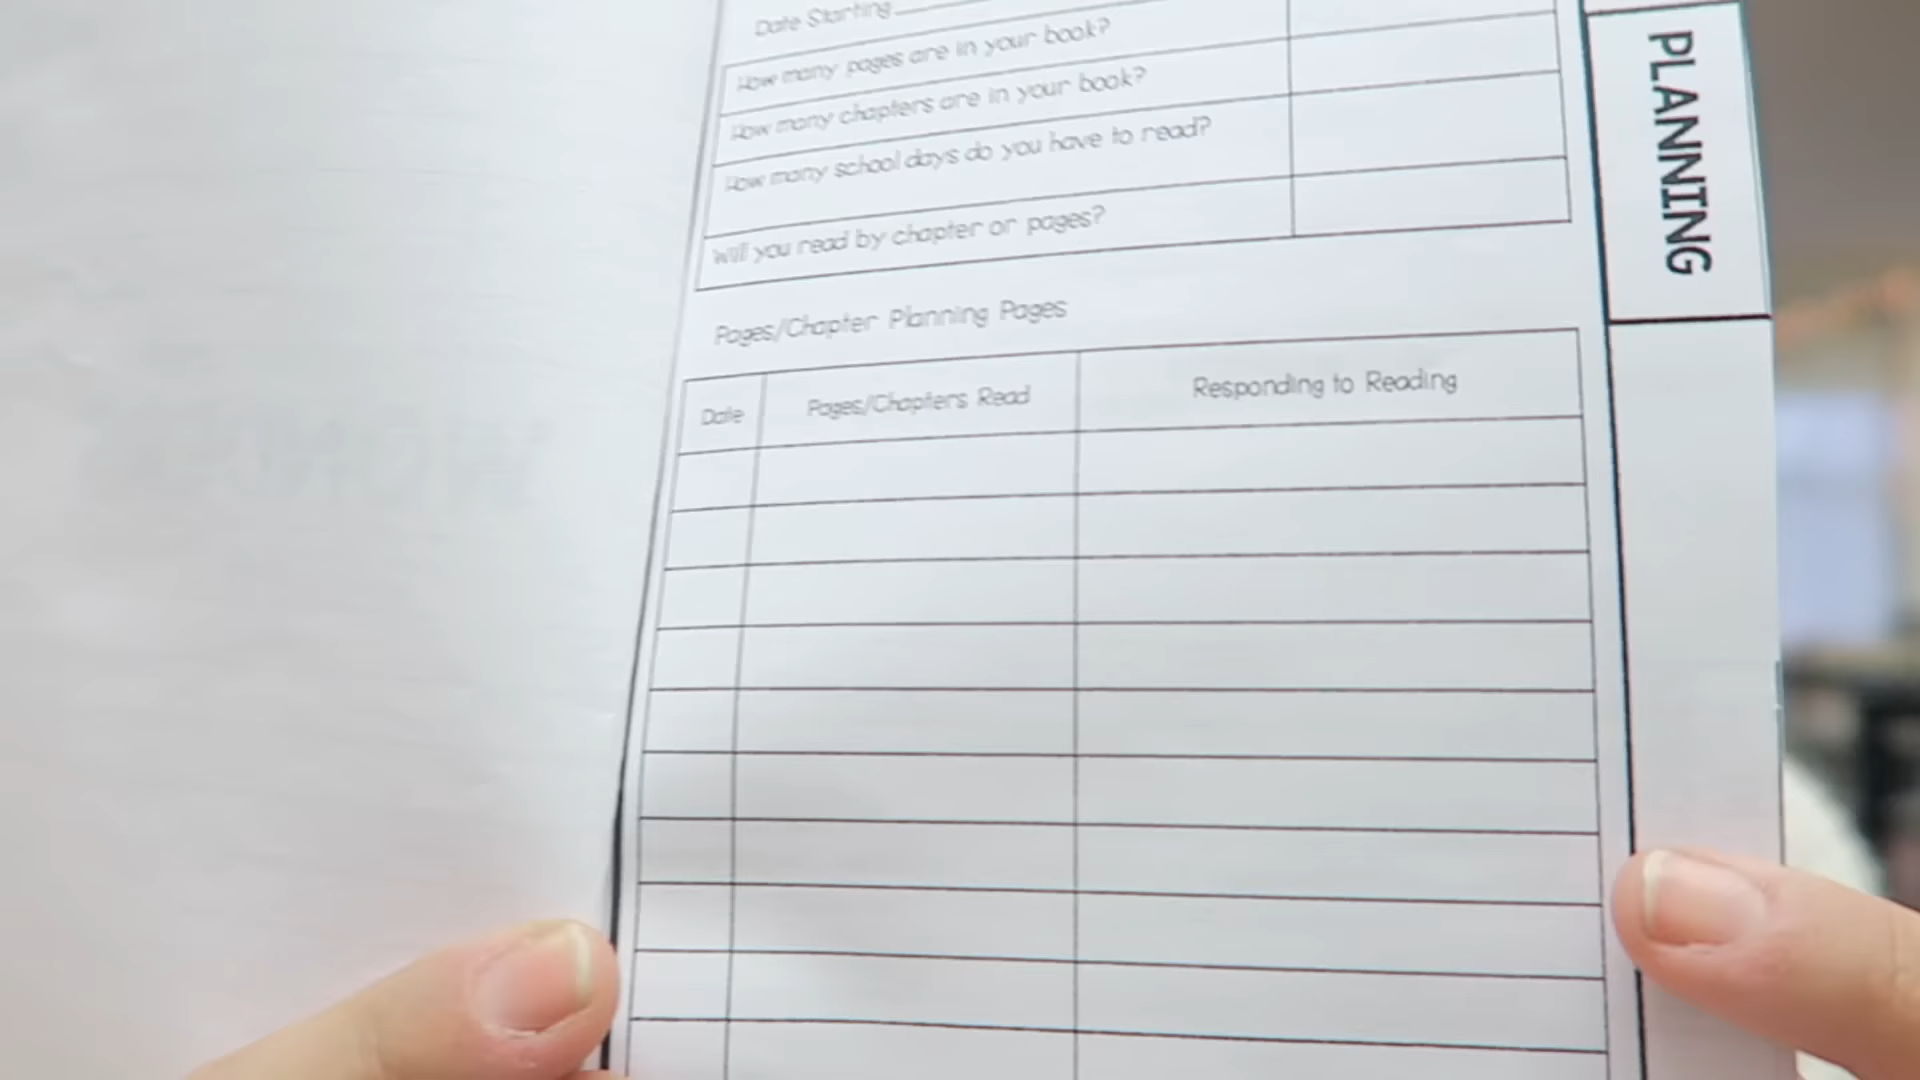 Date Starting
How many pages are in your book?
How many chapters are in your book?
How many school days do you have to read?
Will you read by chapter or pages?
Pages/Chapter Planning Pages
Date
Pages/Chapters Read
Responding to Reading
PLANNING